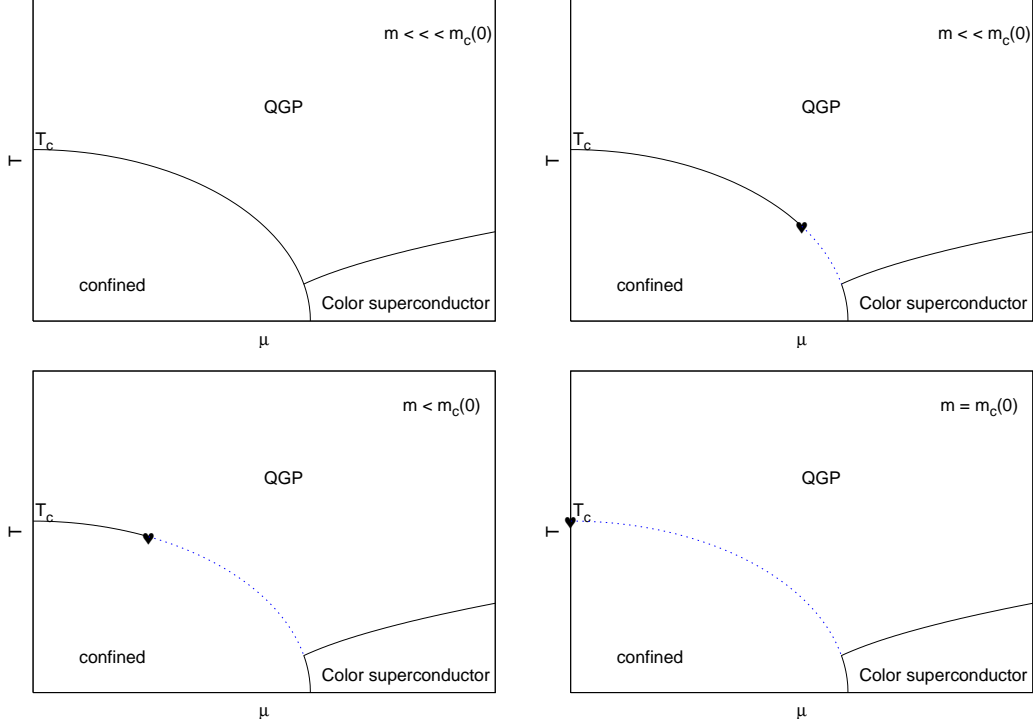 m < < < m_c(0)
QGP
T_c
T
confined
Color superconductor
μ
m < < m_c(0)
QGP
T_c
T
confined
Color superconductor
μ
m < m_c(0)
QGP
T_c
T
confined
Color superconductor
μ
m = m_c(0)
QGP
T_c
T
confined
Color superconductor
μ